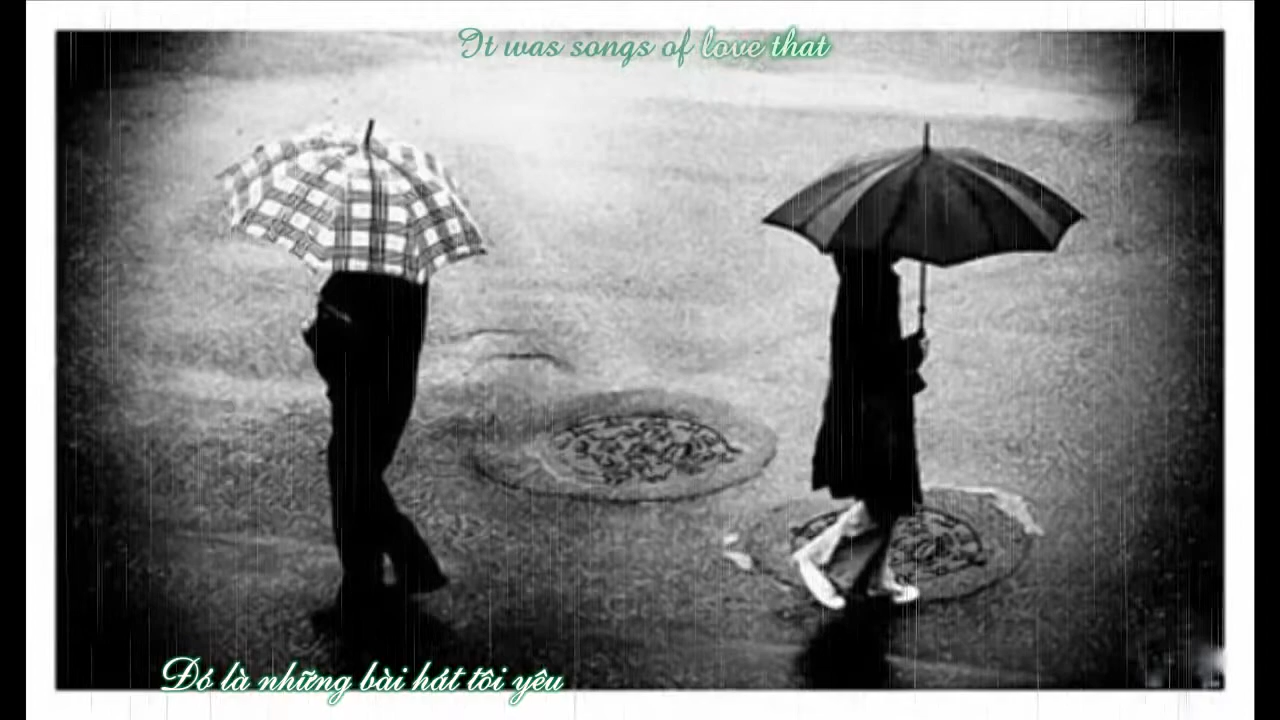 It was songs of love that
Đó là những bài hát tôi yêu